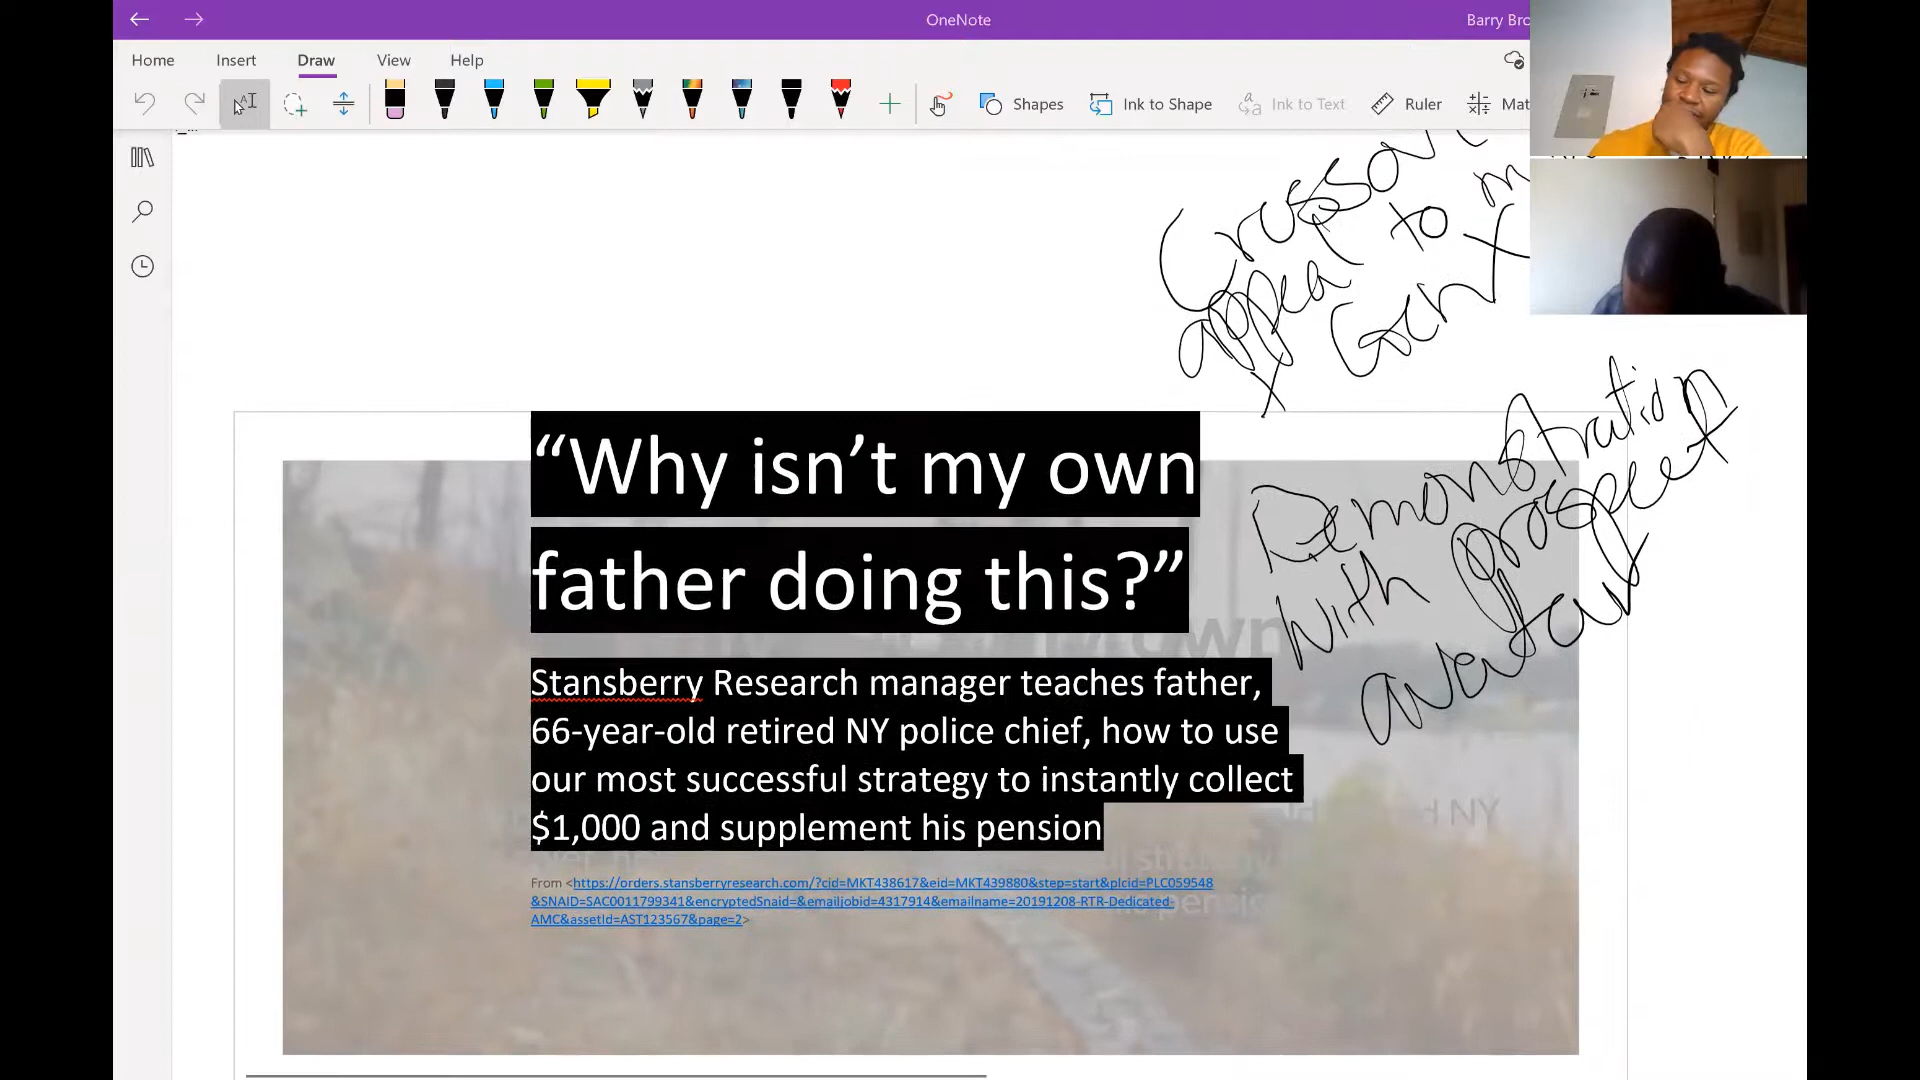 OneNote
Barry Bro
Home Insert Draw View Help
Shapes Ink to Shape Ink to Text Ruler Mat
Crossover
appeal to
Gen X
"Why isn't my own
father doing this?"
Demonstration
with prospect
avatar
Stansberry Research manager teaches father,
66-year-old retired NY police chief, how to use
our most successful strategy to instantly collect
$1,000 and supplement his pension
From <https://orders.stansberryresearch.com/?cid=MKT438617&eid=MKT439880&step=start&plcid=PLC059548
&SNAID=SAC0011799341&encryptedSnaid=&emailjobid=4317914&emailname=20191208-RTR-Dedicated-
AMC&assetId=AST123567&page=2>